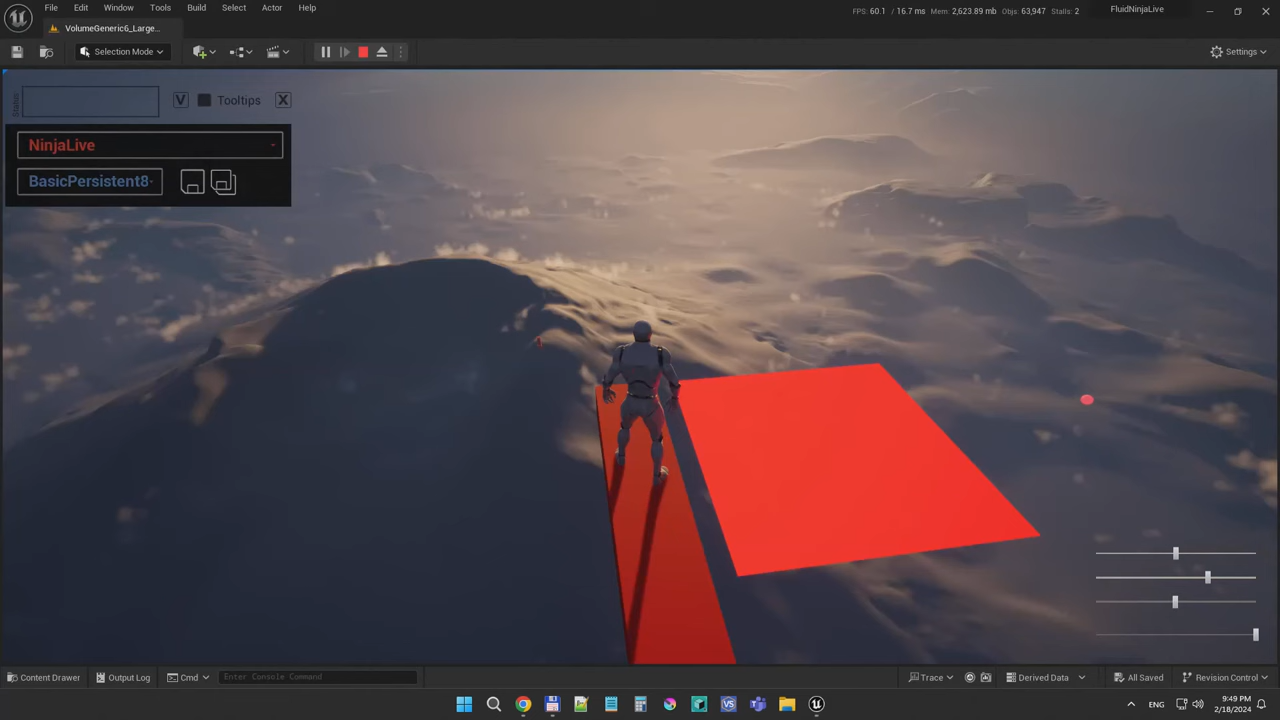 File Edit Window Tools Build Select Actor Help
FPS: 60.1 / 16.7 ms Mem: 2,623.89 mb Objs: 63,947 Stalls: 2
FluidNinjaLive
VolumeGeneric6_Large...
Selection Mode
Settings
Tooltips
V
X
NinjaLive
BasicPersistent8
Content Drawer
Output Log
Cmd
Enter Console Command
Trace
Derived Data
All Saved
Revision Control
ENG
9:49 PM
2/18/2024